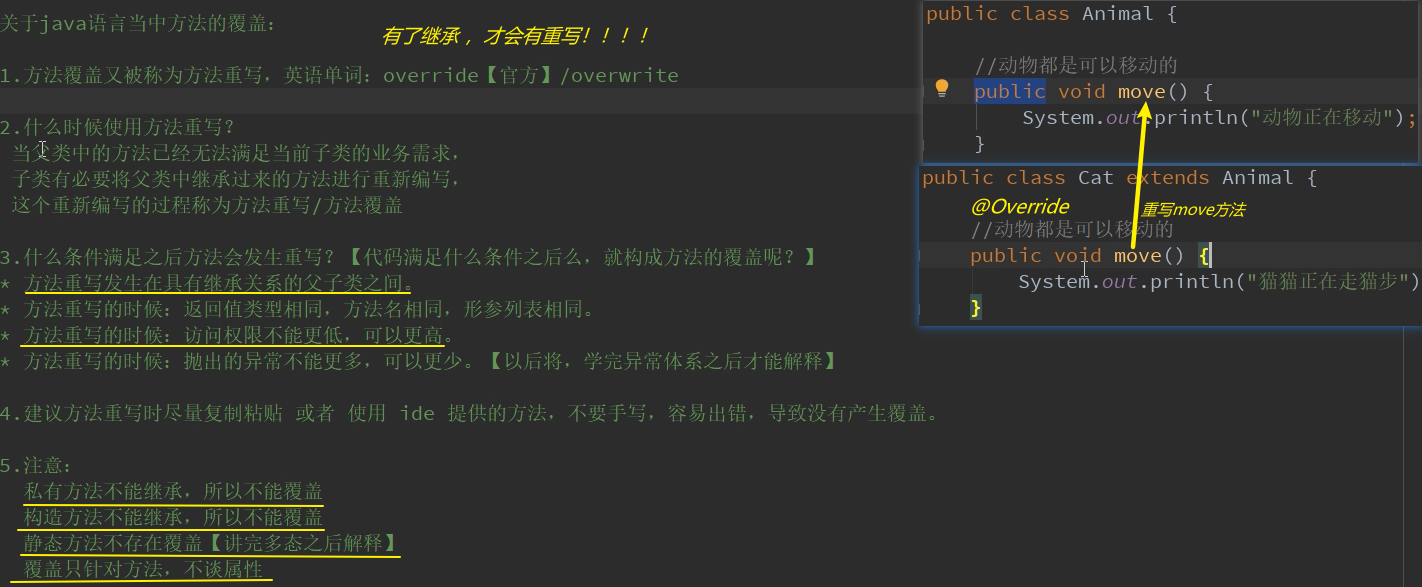 关于java语言当中方法的覆盖：
有了继承，才会有重写！！！！
1.方法覆盖又被称为方法重写，英语单词：override【官方】/overwrite
2.什么时候使用方法重写？
当父类中的方法已经无法满足当前子类的业务需求，
子类有必要将父类中继承过来的方法进行重新编写，
这个重新编写的过程称为方法重写/方法覆盖
3.什么条件满足之后方法会发生重写？【代码满足什么条件之后么，就构成方法的覆盖呢？】
* 方法重写发生在具有继承关系的父子类之间。
* 方法重写的时候：返回值类型相同，方法名相同，形参列表相同。
* 方法重写的时候：访问权限不能更低，可以更高。
* 方法重写的时候：抛出的异常不能更多，可以更少。【以后将，学完异常体系之后才能解释】
4.建议方法重写时尽量复制粘贴 或者 使用 ide 提供的方法，不要手写，容易出错，导致没有产生覆盖。
5.注意：
私有方法不能继承，所以不能覆盖
构造方法不能继承，所以不能覆盖
静态方法不存在覆盖【讲完多态之后解释】
覆盖只针对方法，不谈属性
public class Animal {
//动物都是可以移动的
public void move() {
System.out.println("动物正在移动");
}
public class Cat extends Animal {
@Override
重写move方法
//动物都是可以移动的
public void move() {
System.out.println("猫猫正在走猫步")
}